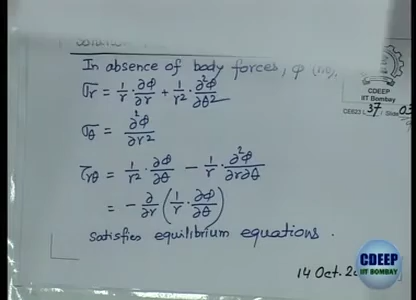 In absence of body forces, φ
σr = 1/r · ∂φ/∂r + 1/r² · ∂²φ/∂θ²
σθ = ∂²φ/∂r²
τrθ = 1/r² · ∂φ/∂θ − 1/r · ∂²φ/∂r∂θ
= − ∂/∂r (1/r · ∂φ/∂θ)
satisfies equilibrium equations.
CDEEP
IIT Bombay
CE623 L 37 / Slide 03
14 Oct.
CDEEP
IIT BOMBAY